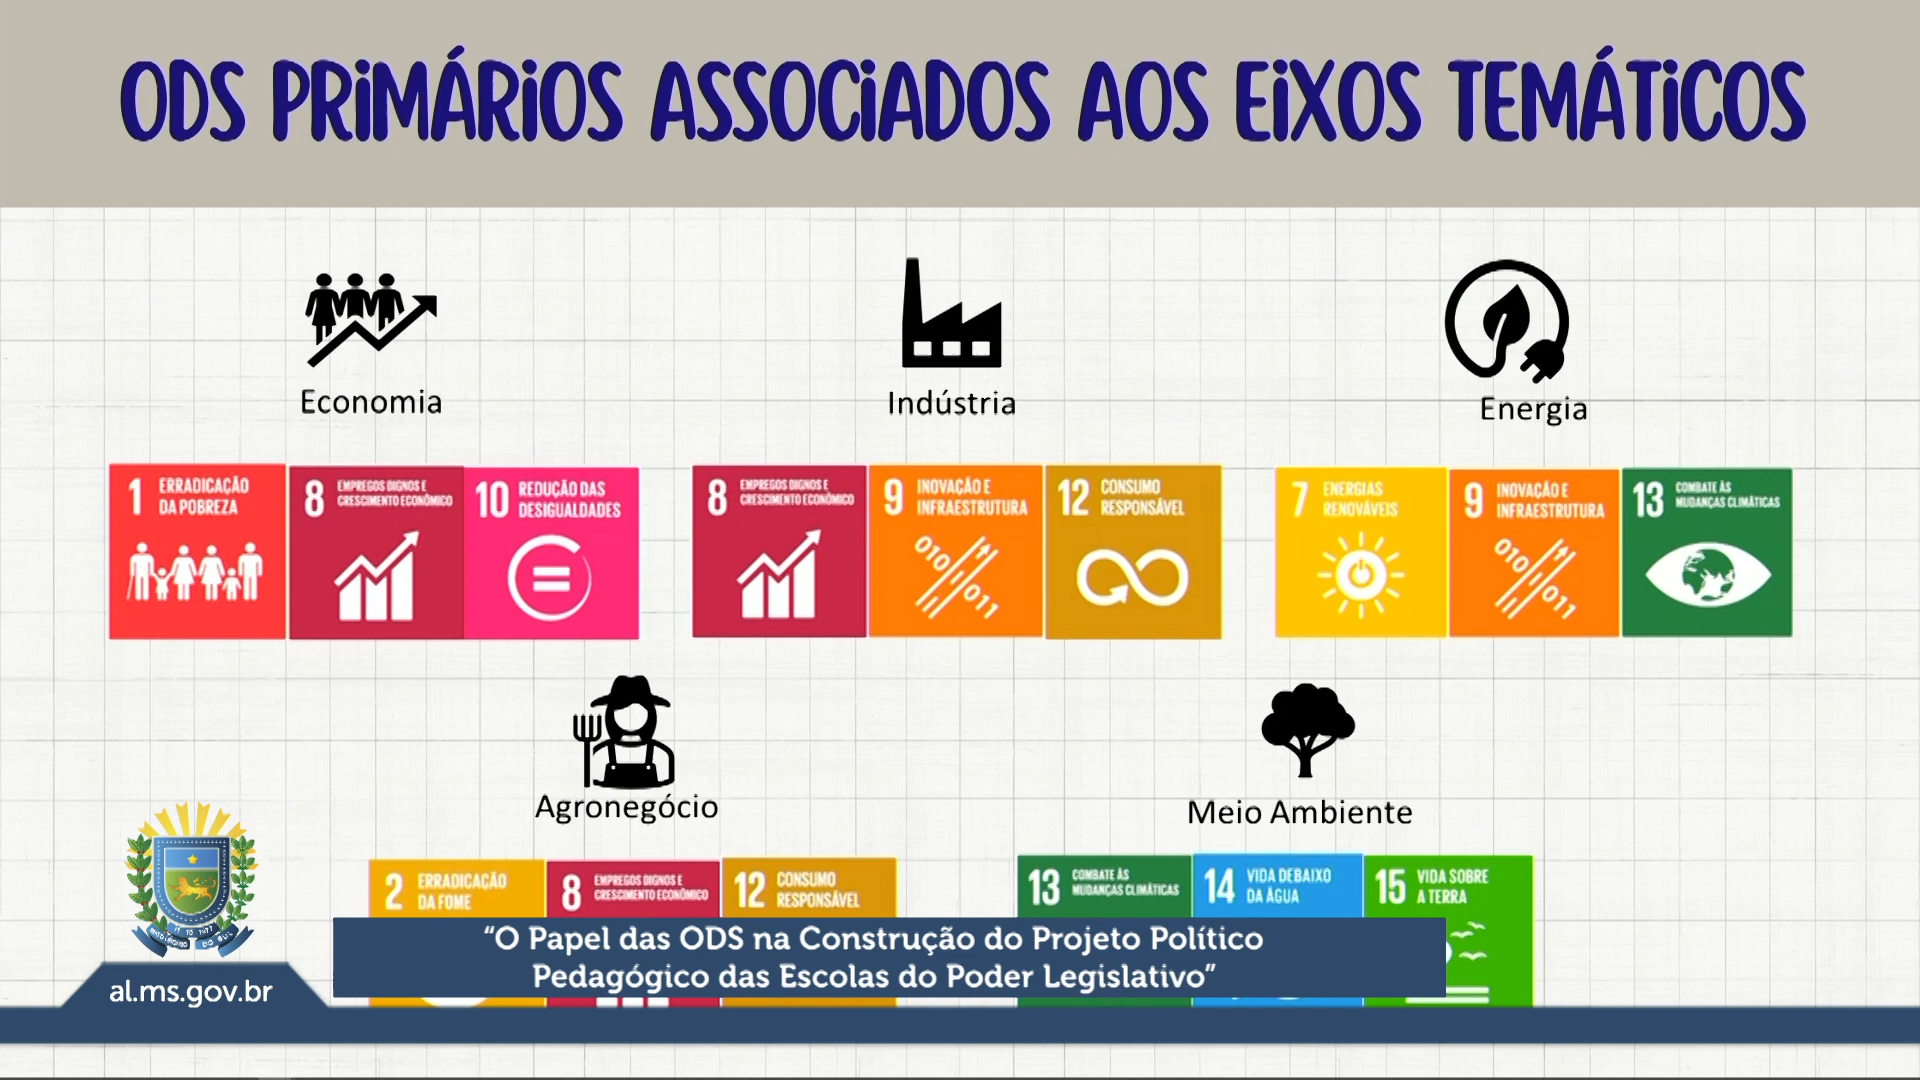 ODS PRIMÁRIOS ASSOCIADOS AOS EIXOS TEMÁTICOS
Economia
Indústria
Energia
1 ERRADICAÇÃO
DA POBREZA
8 EMPREGOS DIGNOS E
CRESCIMENTO ECONÔMICO
10 REDUÇÃO DAS
DESIGUALDADES
8 EMPREGOS DIGNOS E
CRESCIMENTO ECONÔMICO
9 INOVAÇÃO E
INFRAESTRUTURA
010
011
12 CONSUMO
RESPONSÁVEL
7 ENERGIAS
RENOVÁVEIS
9 INOVAÇÃO E
INFRAESTRUTURA
010
011
13 COMBATE ÀS
MUDANÇAS CLIMÁTICAS
Agronegócio
Meio Ambiente
2 ERRADICAÇÃO
DA FOME
8 EMPREGOS DIGNOS E
CRESCIMENTO ECONÔMICO
12 CONSUMO
RESPONSÁVEL
13 COMBATE ÀS
MUDANÇAS CLIMÁTICAS
14 VIDA DEBAIXO
DA ÁGUA
15 VIDA SOBRE
A TERRA
“O Papel das ODS na Construção do Projeto Político
Pedagógico das Escolas do Poder Legislativo”
al.ms.gov.br